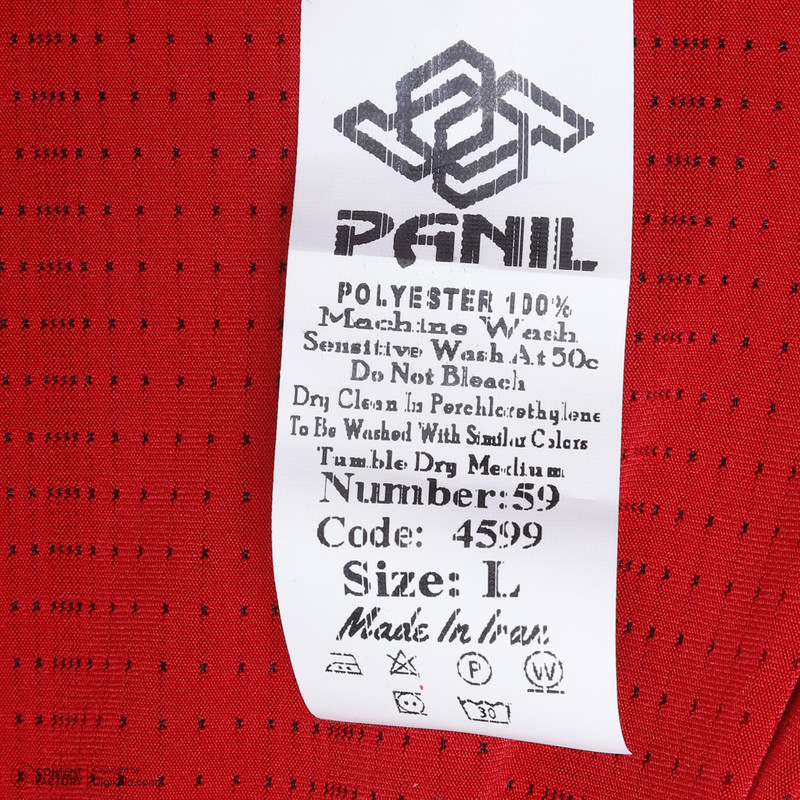 PANIL
POLYESTER 100%
Machine Wash
Sensitive Wash At 50c
Do Not Bleach
Dry Clean In Perchlorethylene
To Be Washed With Similar Colors
Tumble Dry Medium
Number:59
Code: 4599
Size: L
Made In Iran
P
W
30